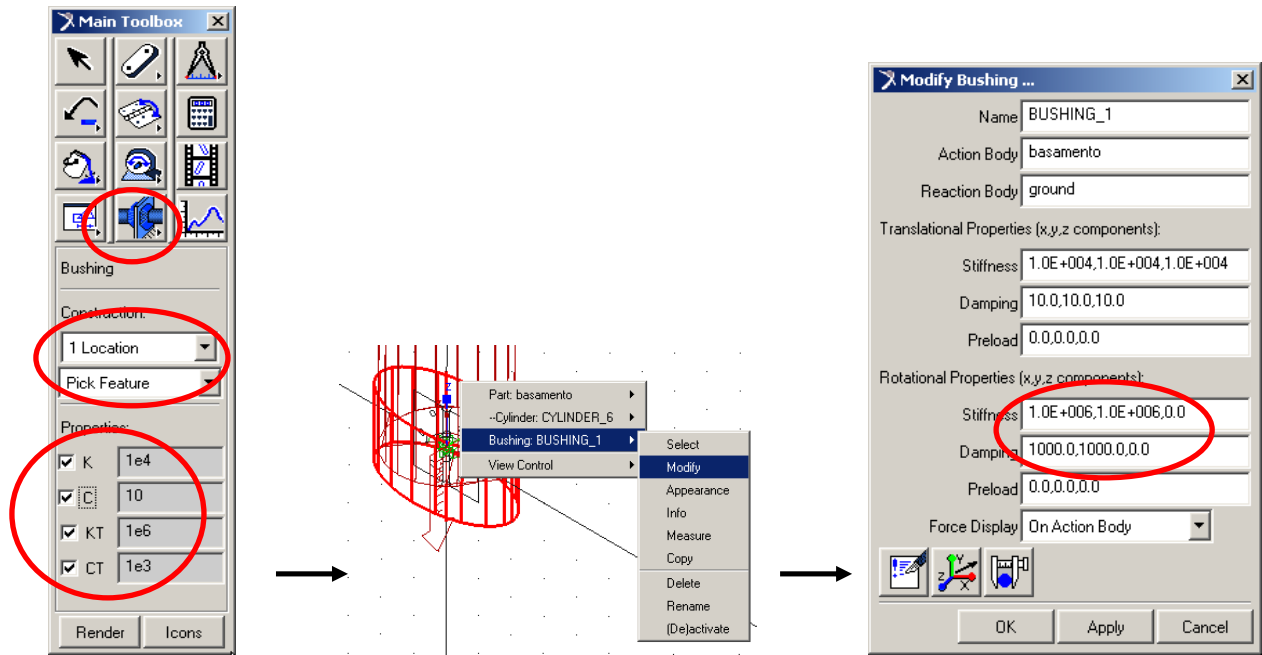 Main Toolbox
Bushing
Construction:
1 Location
Pick Feature
Properties:
K 1e4
C 10
KT 1e6
CT 1e3
Render Icons
z
Part: basamento
--Cylinder: CYLINDER_6
Bushing: BUSHING_1
View Control
Select
Modify
Appearance
Info
Measure
Copy
Delete
Rename
(De)activate
Modify Bushing ...
Name BUSHING_1
Action Body basamento
Reaction Body ground
Translational Properties (x,y,z components):
Stiffness 1.0E+004,1.0E+004,1.0E+004
Damping 10.0,10.0,10.0
Preload 0.0,0.0,0.0
Rotational Properties (x,y,z components):
Stiffness 1.0E+006,1.0E+006,0.0
Damping 1000.0,1000.0,0.0
Preload 0.0,0.0,0.0
Force Display On Action Body
Y
Z
X
OK Apply Cancel